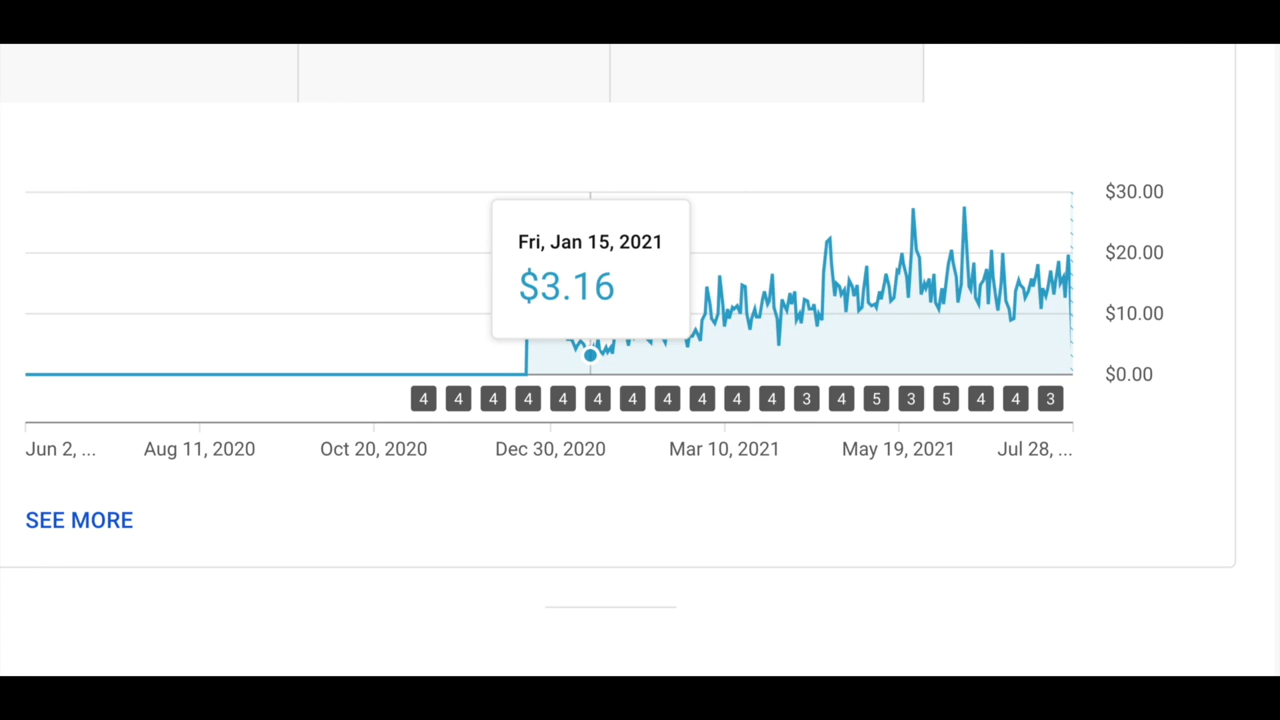 $30.00
Fri, Jan 15, 2021
$20.00
$3.16
$10.00
$0.00
4 4 4 4 4 4 4 4 4 4 4 3 4 5 3 5 4 4 3
Jun 2, ... Aug 11, 2020 Oct 20, 2020 Dec 30, 2020 Mar 10, 2021 May 19, 2021 Jul 28, ...
SEE MORE